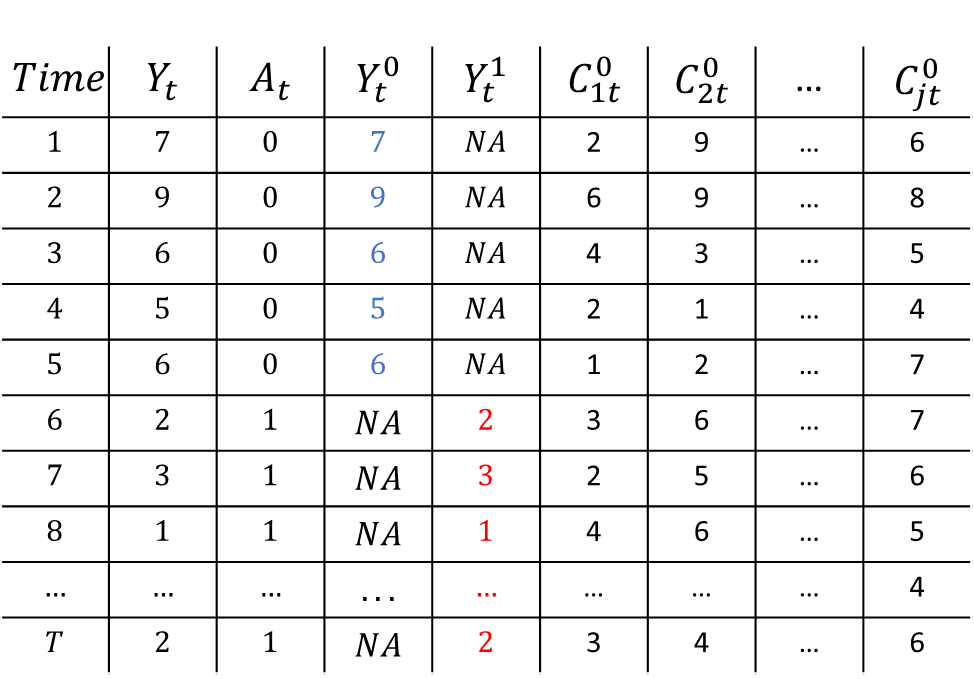 Time Y_t A_t Y_t^0 Y_t^1 C_{1t}^0 C_{2t}^0 ... C_{jt}^0
1 7 0 7 NA 2 9 ... 6
2 9 0 9 NA 6 9 ... 8
3 6 0 6 NA 4 3 ... 5
4 5 0 5 NA 2 1 ... 4
5 6 0 6 NA 1 2 ... 7
6 2 1 NA 2 3 6 ... 7
7 3 1 NA 3 2 5 ... 6
8 1 1 NA 1 4 6 ... 5
... ... ... ... ... ... ... ... 4
T 2 1 NA 2 3 4 ... 6